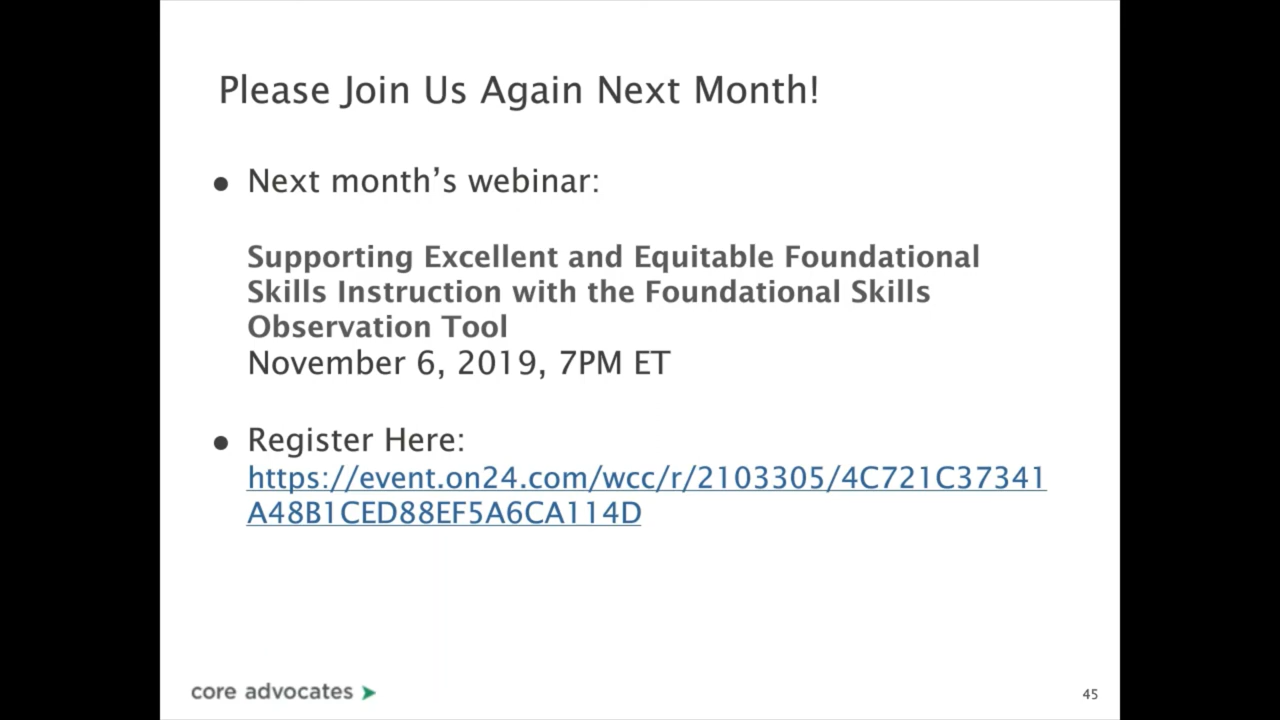 Please Join Us Again Next Month!
● Next month’s webinar:
Supporting Excellent and Equitable Foundational
Skills Instruction with the Foundational Skills
Observation Tool
November 6, 2019, 7PM ET
● Register Here:
https://event.on24.com/wcc/r/2103305/4C721C37341
A48B1CED88EF5A6CA114D
core advocates
45